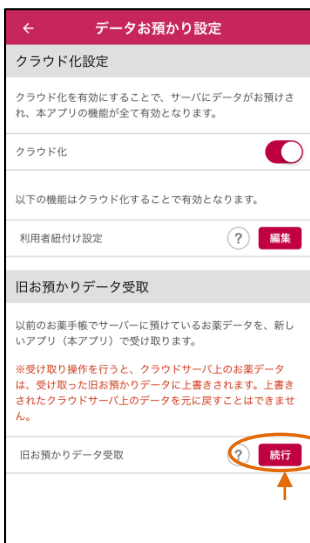 ← データお預かり設定
クラウド化設定
クラウド化を有効にすることで、サーバにデータがお預けさ
れ、本アプリの機能が全て有効となります。
クラウド化
以下の機能はクラウド化することで有効となります。
利用者紐付け設定 ? 編集
旧お預かりデータ受取
以前のお薬手帳でサーバーに預けているお薬データを、新し
いアプリ（本アプリ）で受け取ります。
※受け取り操作を行うと、クラウドサーバ上のお薬データ
は、受け取った旧お預かりデータに上書きされます。上書き
されたクラウドサーバ上のデータを元に戻すことはできませ
ん。
旧お預かりデータ受取 ? 続行